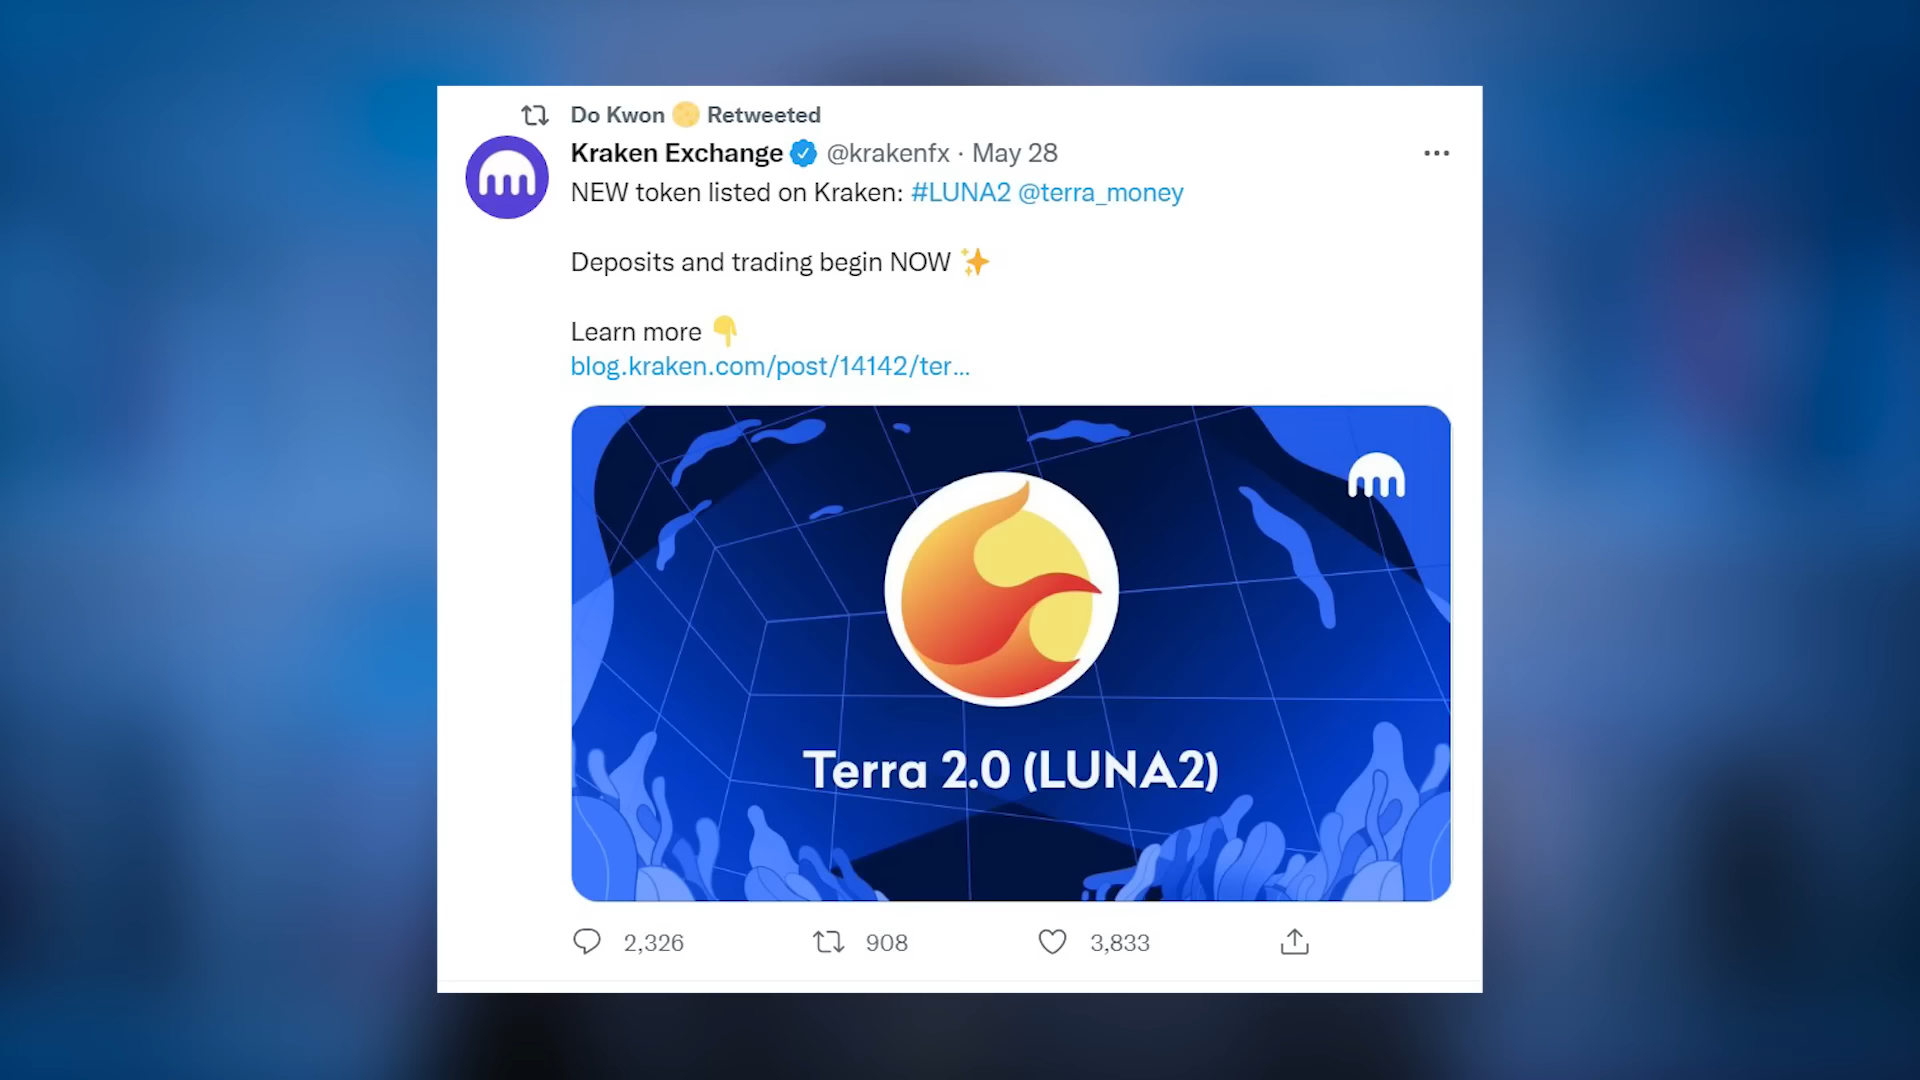 Do Kwon 🌕 Retweeted
Kraken Exchange @krakenfx · May 28
NEW token listed on Kraken: #LUNA2 @terra_money
Deposits and trading begin NOW ✨
Learn more 👇
blog.kraken.com/post/14142/ter...
Terra 2.0 (LUNA2)
2,326 908 3,833